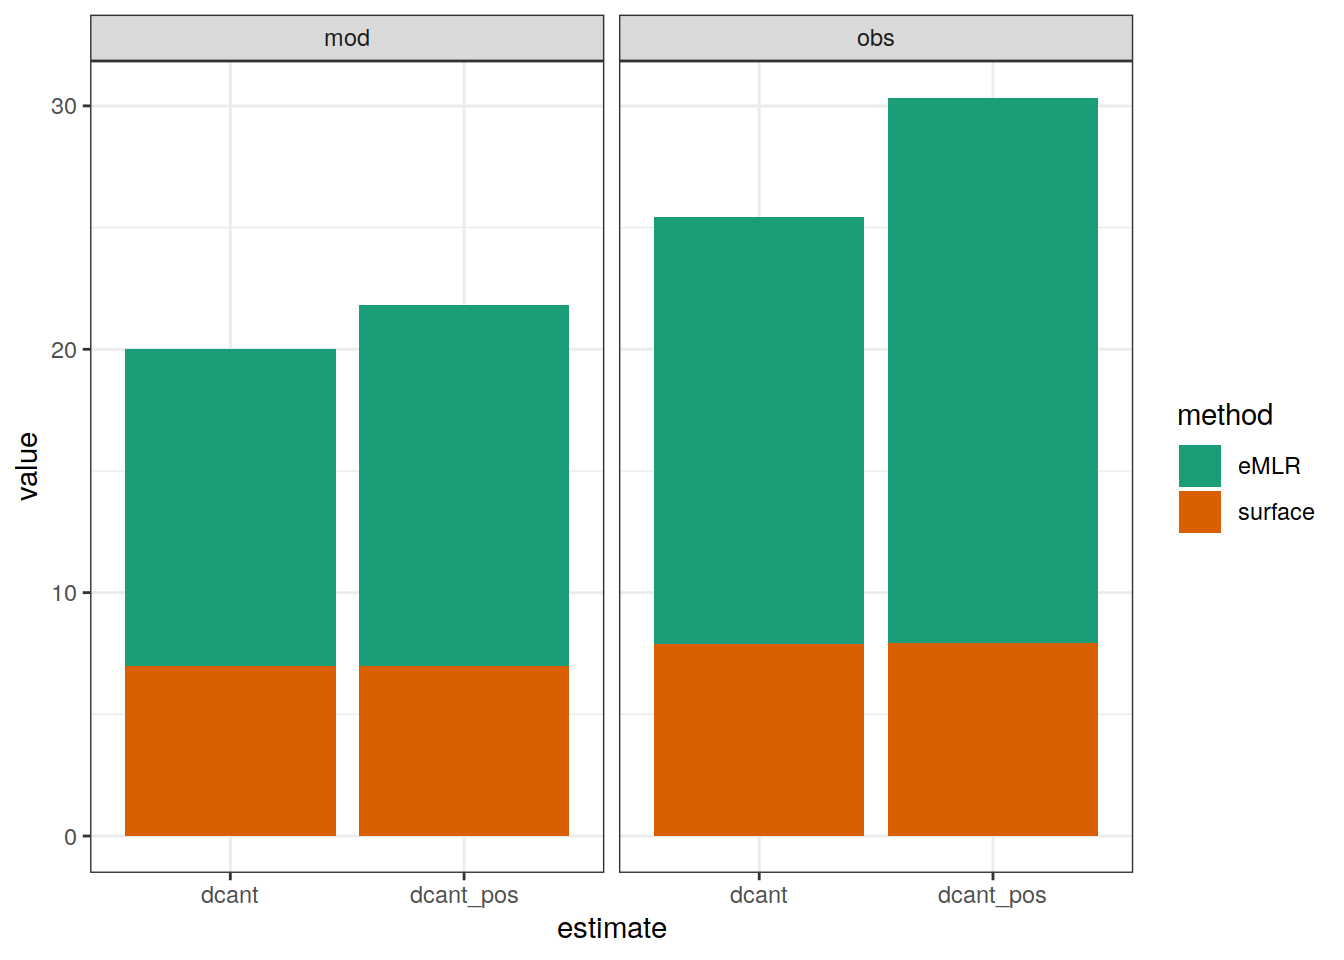 mod
obs
30
20
10
0
value
dcant
dcant_pos
dcant
dcant_pos
estimate
method
eMLR
surface